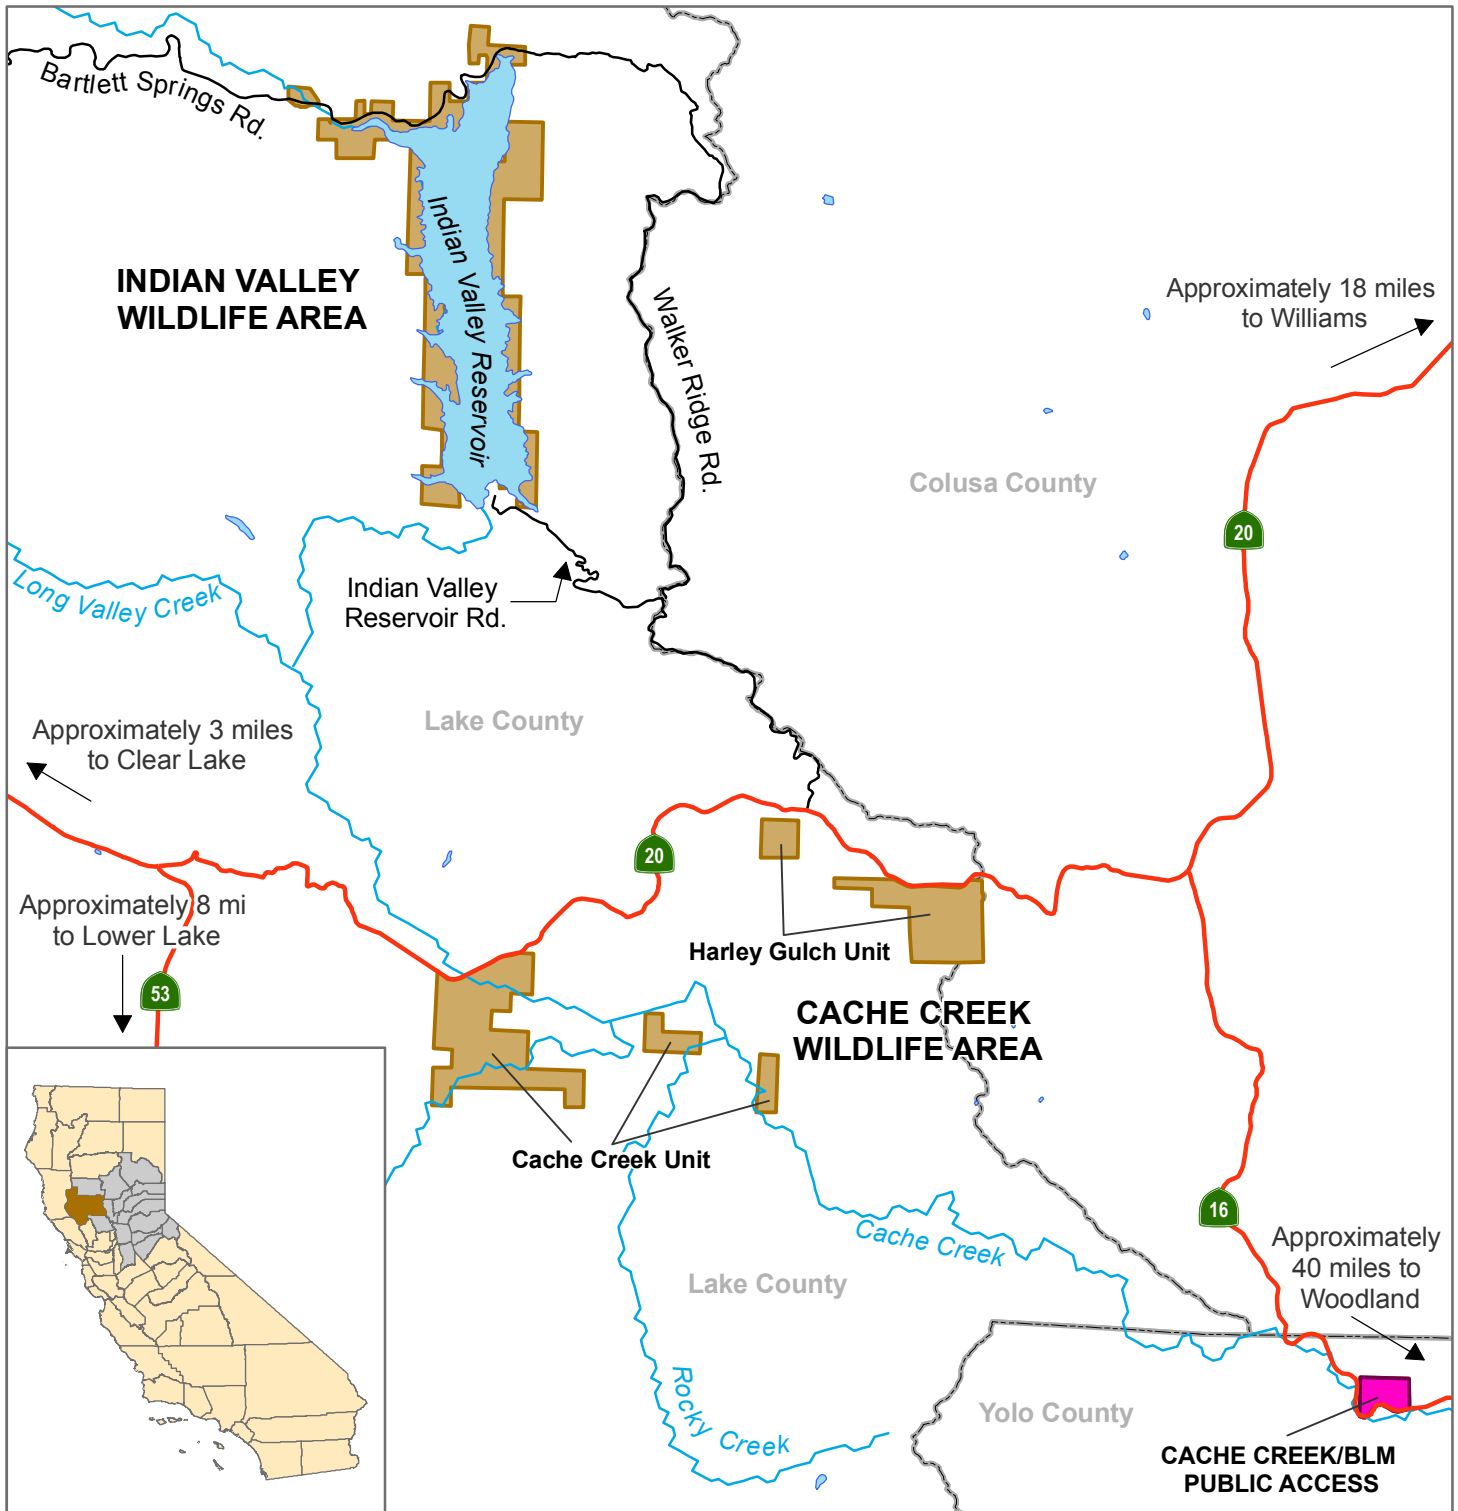 Bartlett Springs Rd.
INDIAN VALLEY
WILDLIFE AREA
Indian Valley Reservoir
Walker Ridge Rd.
Approximately 18 miles
to Williams
Colusa County
20
Long Valley Creek
Indian Valley
Reservoir Rd.
Lake County
Approximately 3 miles
to Clear Lake
20
Approximately 8 mi
to Lower Lake
53
Harley Gulch Unit
CACHE CREEK
WILDLIFE AREA
Cache Creek Unit
16
Cache Creek
Approximately
40 miles to
Woodland
Lake County
Rocky Creek
Yolo County
CACHE CREEK/BLM
PUBLIC ACCESS